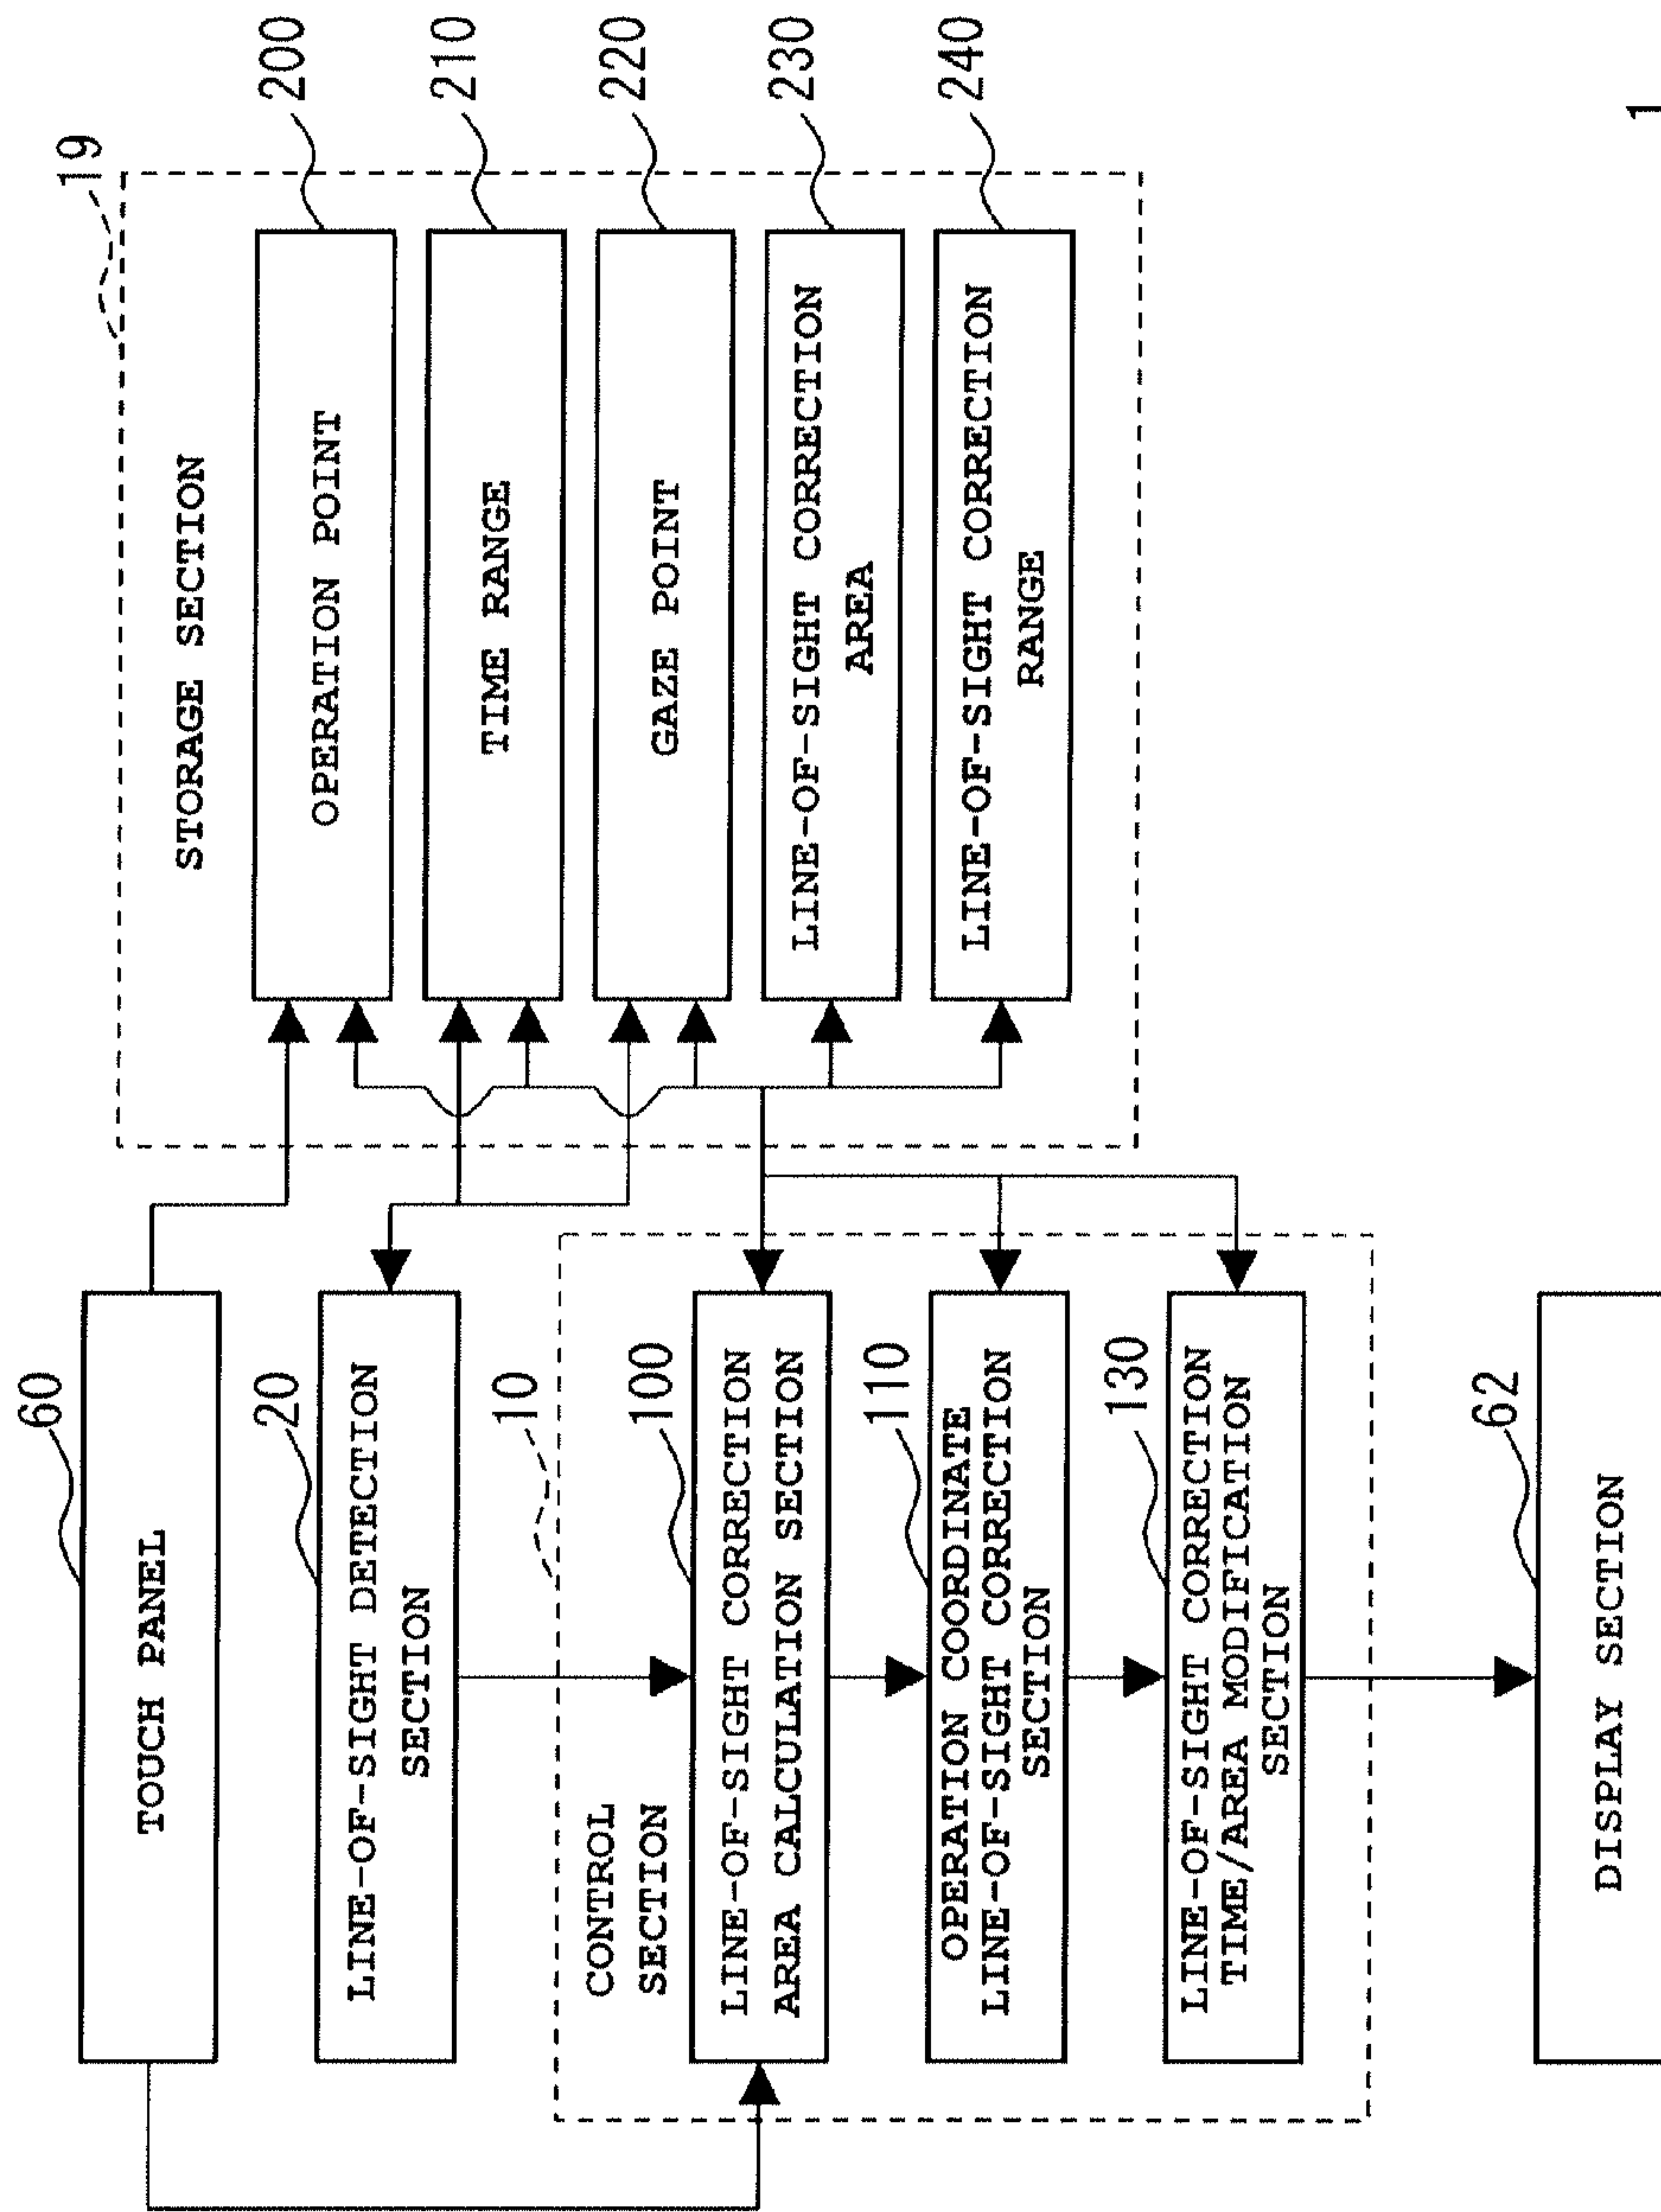 60
TOUCH PANEL
20
LINE-OF-SIGHT DETECTION
SECTION
10
CONTROL
SECTION
100
LINE-OF-SIGHT CORRECTION
AREA CALCULATION SECTION
110
OPERATION COORDINATE
LINE-OF-SIGHT CORRECTION
SECTION
130
LINE-OF-SIGHT CORRECTION
TIME/AREA MODIFICATION
SECTION
62
DISPLAY SECTION
19
STORAGE SECTION
OPERATION POINT
200
TIME RANGE
210
GAZE POINT
220
LINE-OF-SIGHT CORRECTION
AREA
230
LINE-OF-SIGHT CORRECTION
RANGE
240
1